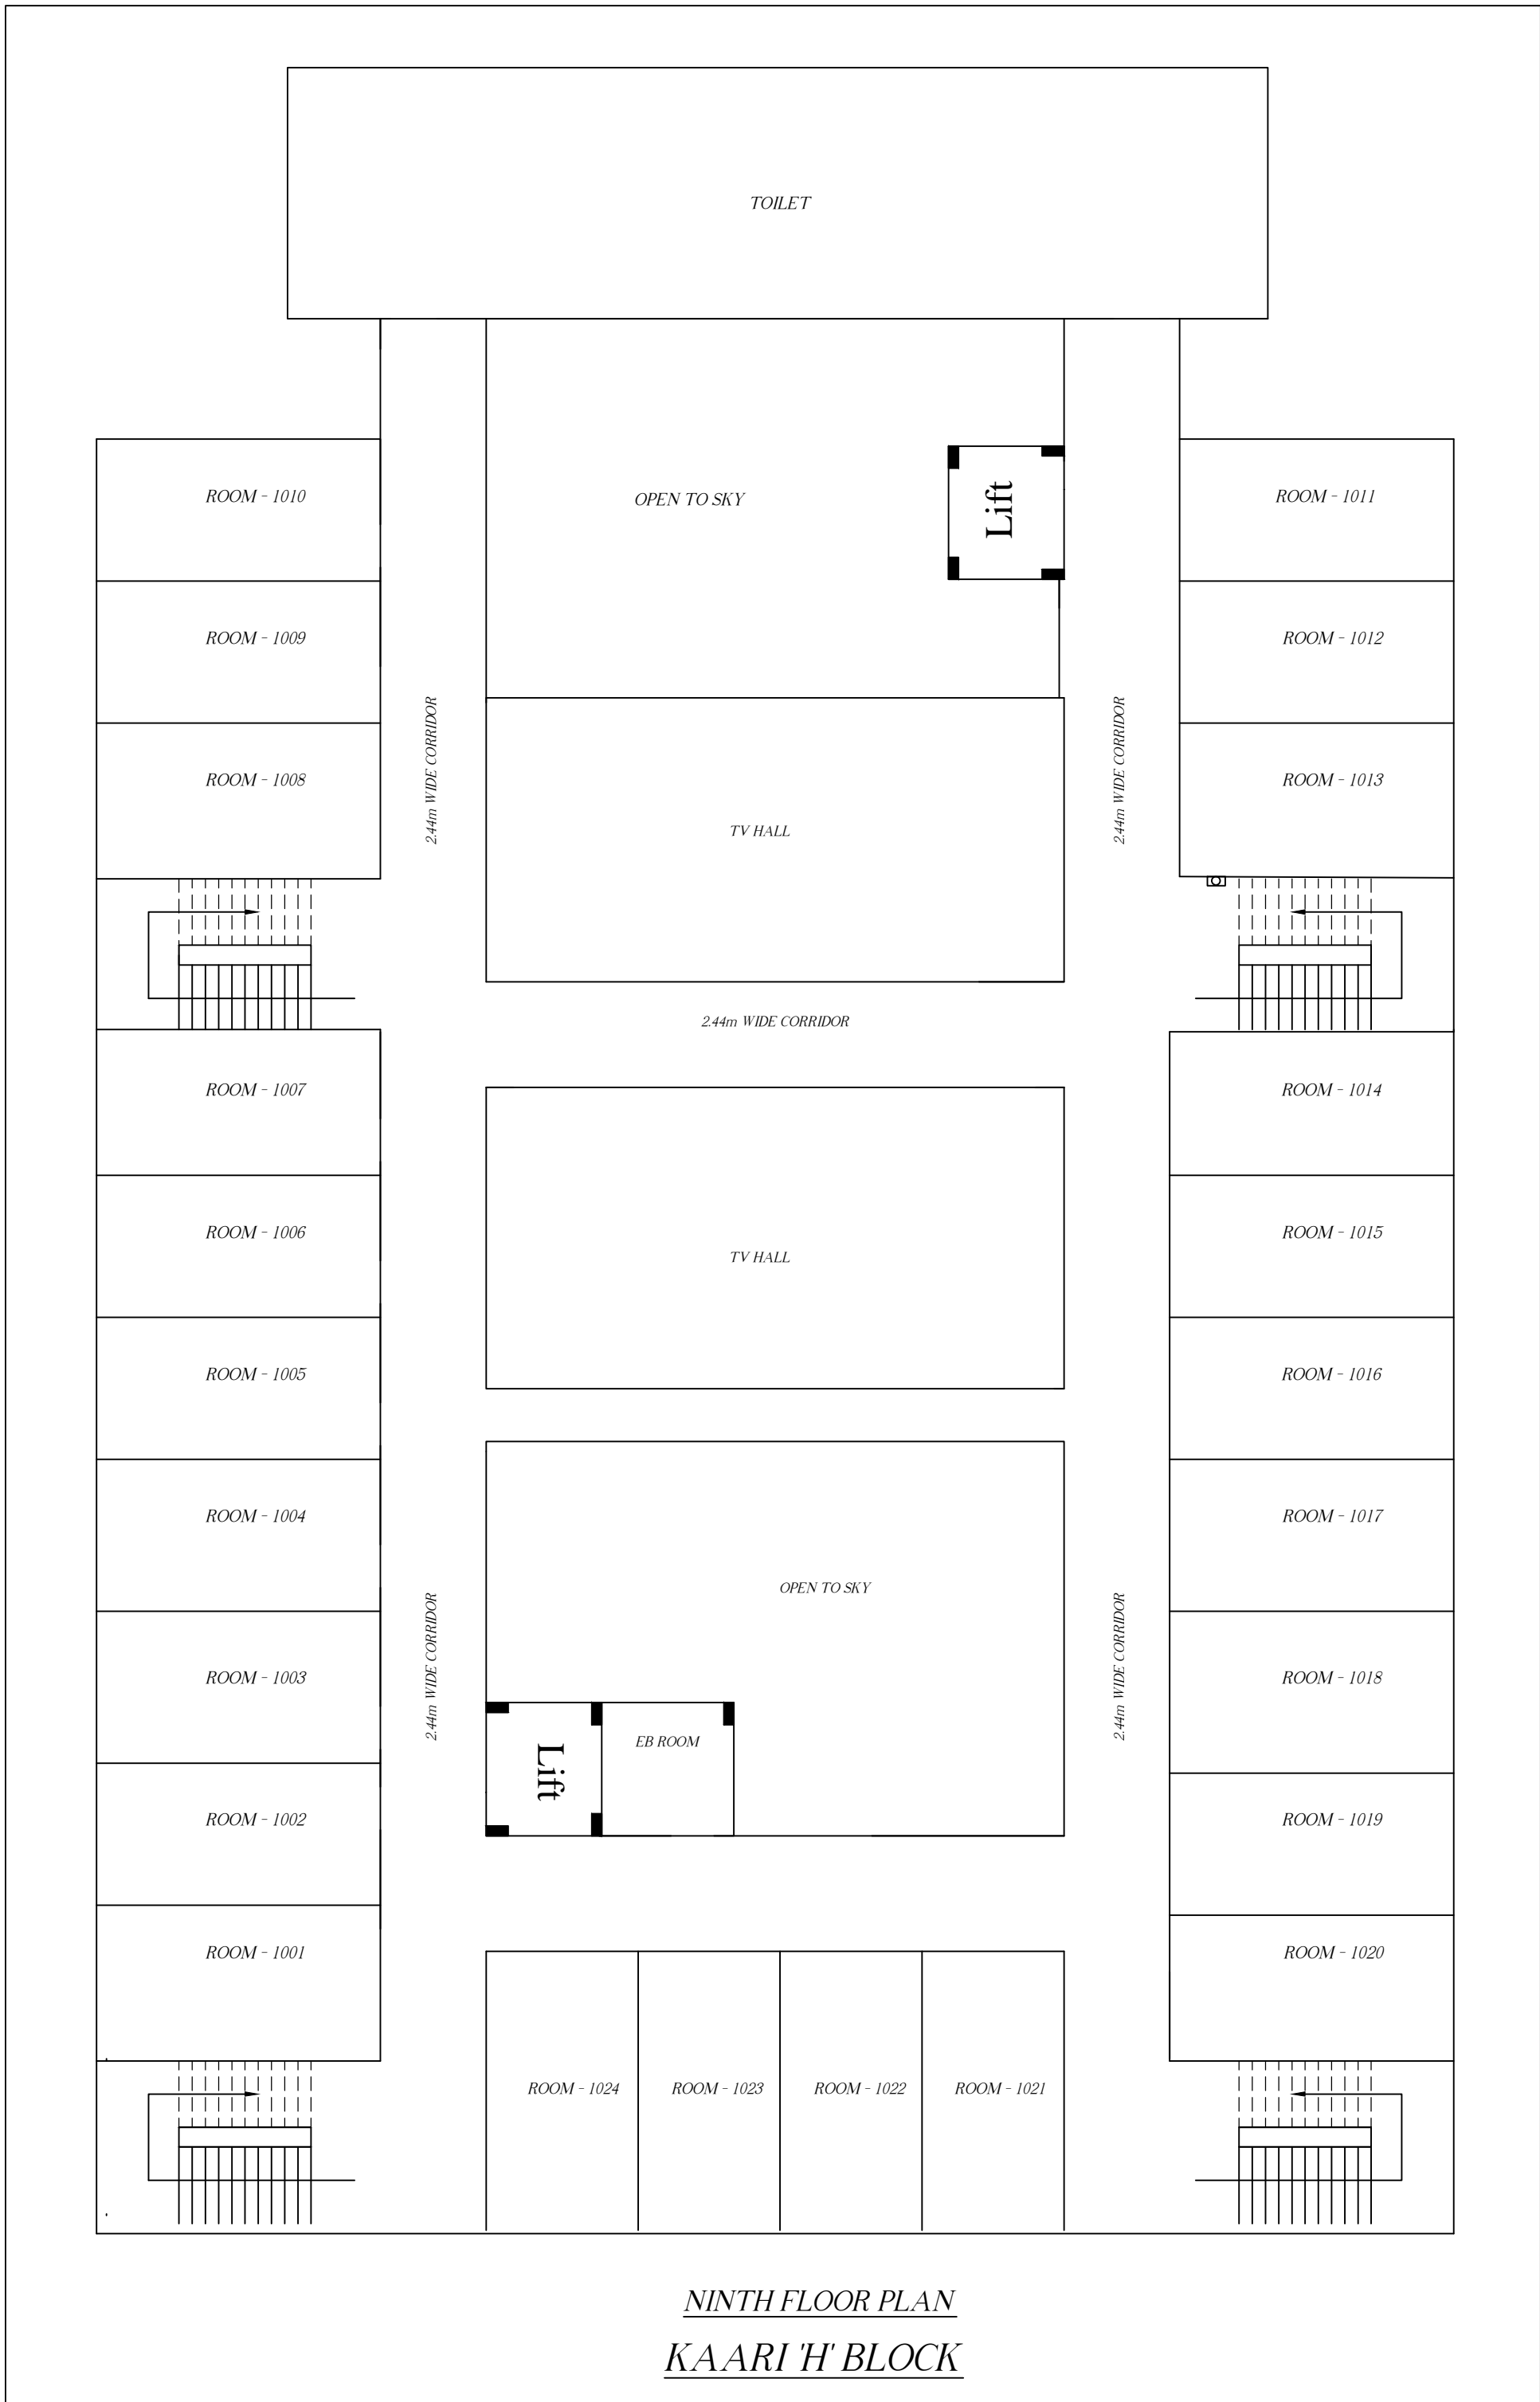 TOILET
ROOM - 1010
OPEN TO SKY
Lift
ROOM - 1011
ROOM - 1009
ROOM - 1012
2.44m WIDE CORRIDOR
2.44m WIDE CORRIDOR
ROOM - 1008
ROOM - 1013
TV HALL
2.44m WIDE CORRIDOR
ROOM - 1007
ROOM - 1014
ROOM - 1006
ROOM - 1015
TV HALL
ROOM - 1005
ROOM - 1016
ROOM - 1004
ROOM - 1017
OPEN TO SKY
2.44m WIDE CORRIDOR
2.44m WIDE CORRIDOR
ROOM - 1003
ROOM - 1018
EB ROOM
Lift
ROOM - 1002
ROOM - 1019
ROOM - 1001
ROOM - 1020
ROOM - 1024
ROOM - 1023
ROOM - 1022
ROOM - 1021
NINTH FLOOR PLAN
KAARI 'H' BLOCK